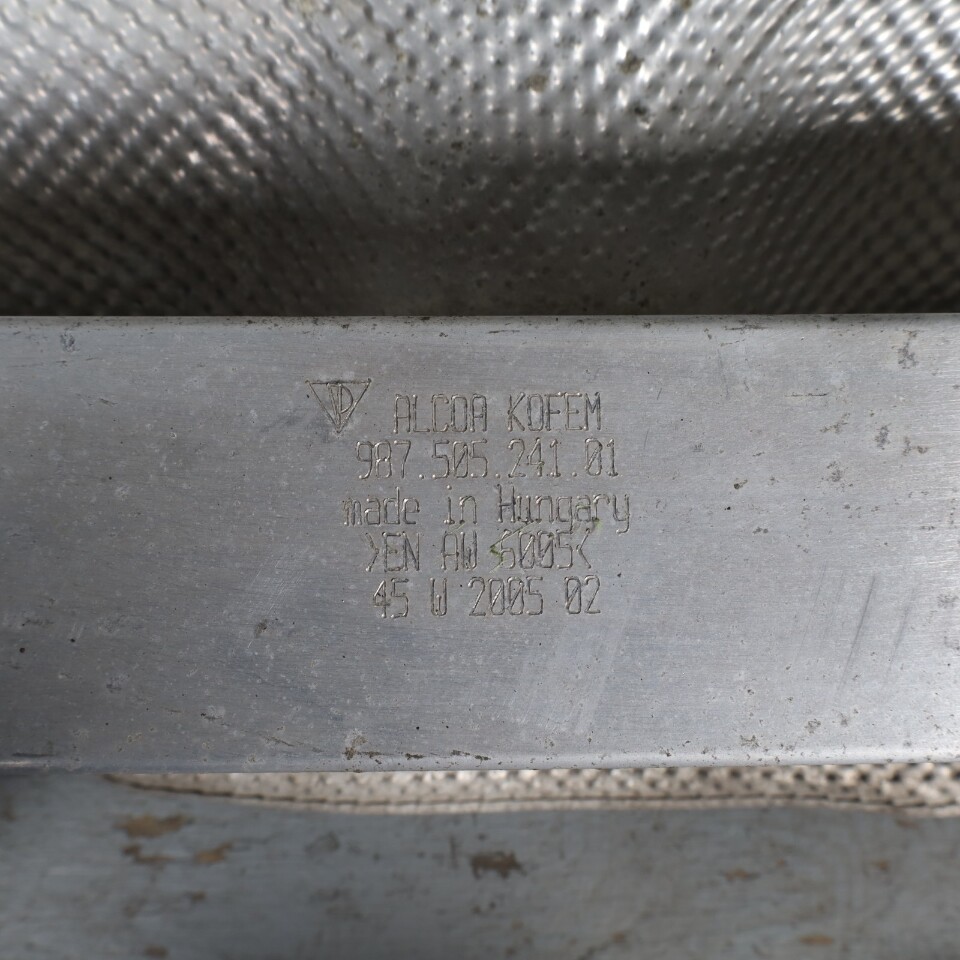 ALCOA KOFEM
987.505.241.01
made in Hungary
>EN AW 6005<
45 W 2005 02